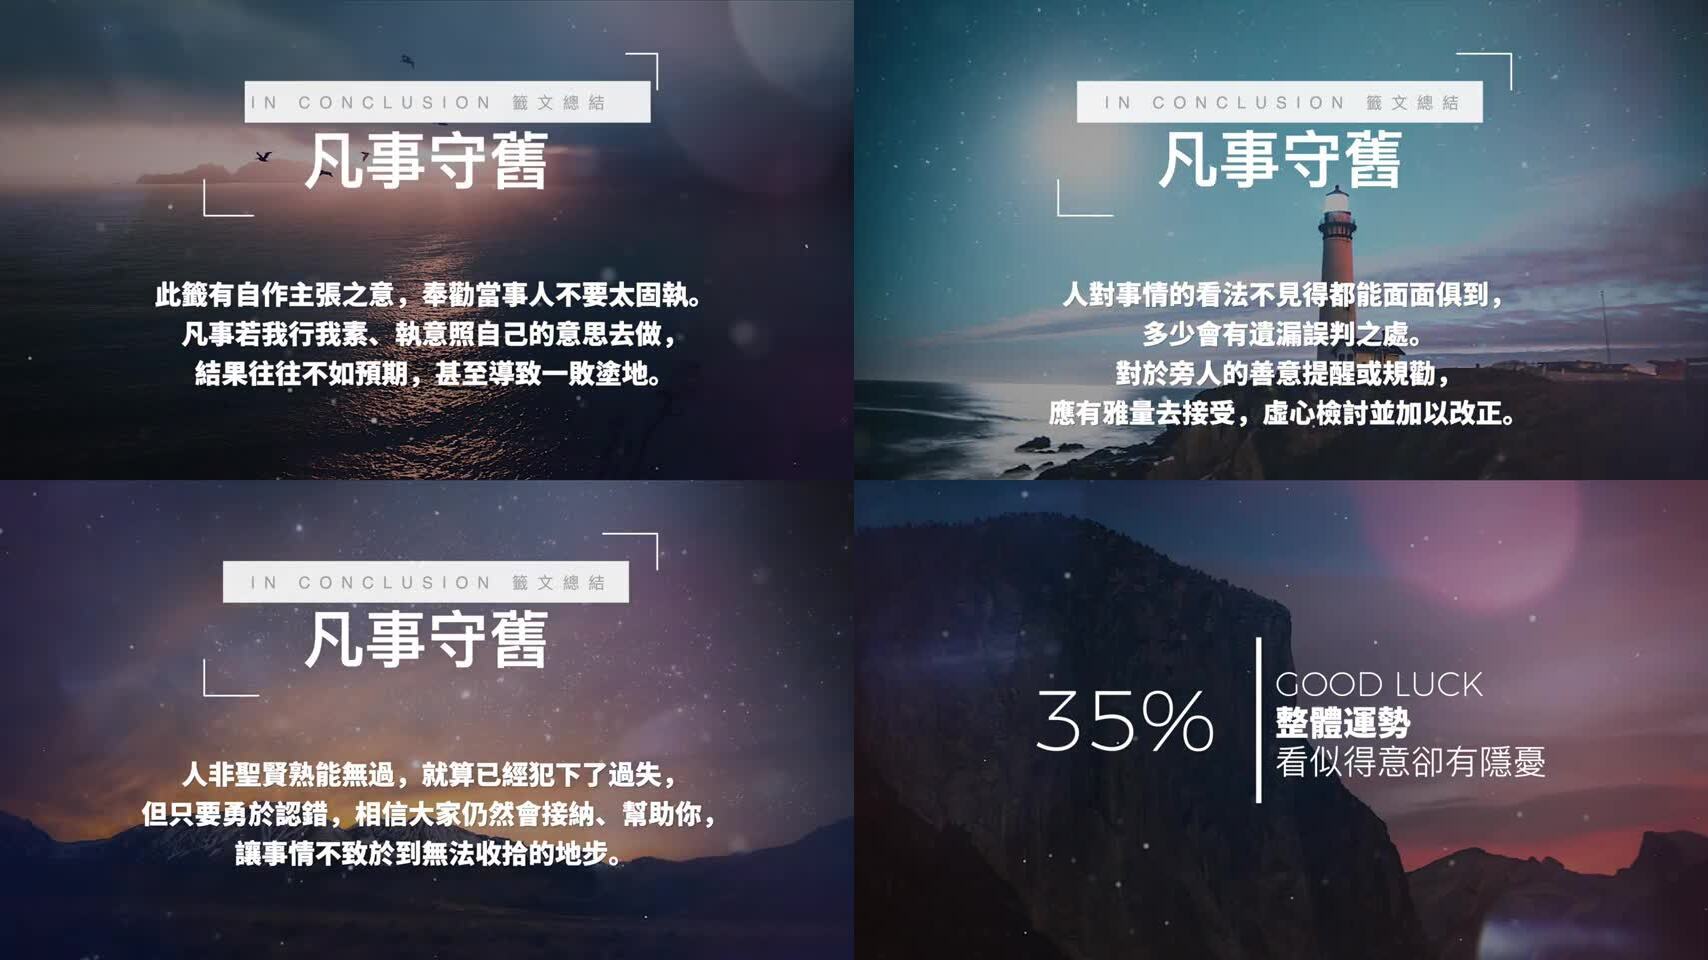 IN CONCLUSION 籤文總結
凡事守舊
此籤有自作主張之意，奉勸當事人不要太固執。
凡事若我行我素、執意照自己的意思去做，
結果往往不如預期，甚至導致一敗塗地。
IN CONCLUSION 籤文總結
凡事守舊
人對事情的看法不見得都能面面俱到，
多少會有遺漏誤判之處。
對於旁人的善意提醒或規勸，
應有雅量去接受，虛心檢討並加以改正。
IN CONCLUSION 籤文總結
凡事守舊
人非聖賢熟能無過，就算已經犯下了過失，
但只要勇於認錯，相信大家仍然會接納、幫助你，
讓事情不致於到無法收拾的地步。
35%
GOOD LUCK
整體運勢
看似得意卻有隱憂